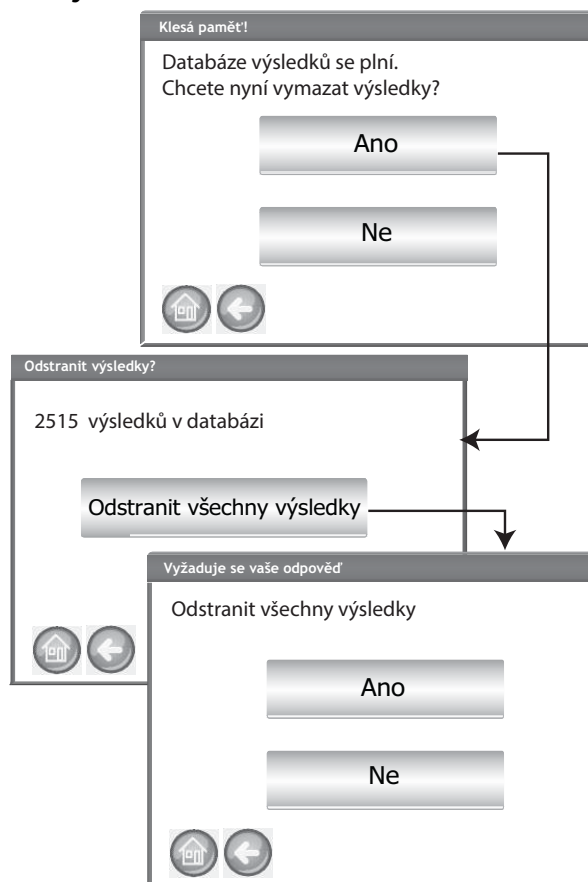 Klesá paměť!
Databáze výsledků se plní.
Chcete nyní vymazat výsledky?
Ano
Ne
Odstranit výsledky?
2515 výsledků v databázi
Odstranit všechny výsledky
Vyžaduje se vaše odpověď
Odstranit všechny výsledky
Ano
Ne